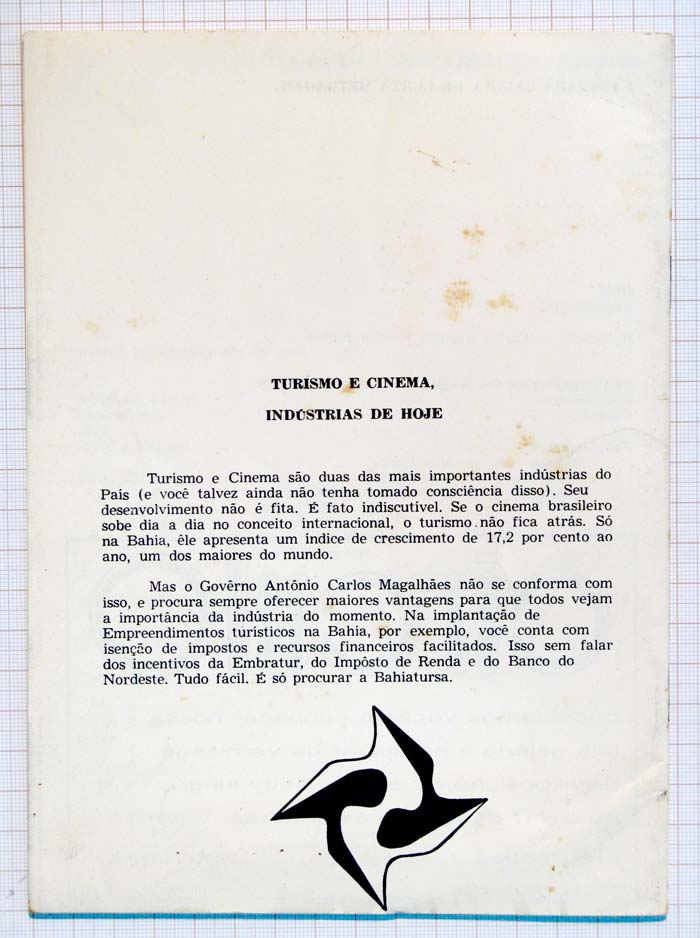 TURISMO E CINEMA,
INDÚSTRIAS DE HOJE
Turismo e Cinema são duas das mais importantes indústrias do
País (e você talvez ainda não tenha tomado consciência disso). Seu
desenvolvimento não é fita. É fato indiscutível. Se o cinema brasileiro
sobe dia a dia no conceito internacional, o turismo não fica atrás. Só
na Bahia, êle apresenta um índice de crescimento de 17,2 por cento ao
ano, um dos maiores do mundo.
Mas o Govêrno Antônio Carlos Magalhães não se conforma com
isso, e procura sempre oferecer maiores vantagens para que todos vejam
a importância da indústria do momento. Na implantação de
Empreendimentos túristicos na Bahia, por exemplo, você conta com
isenção de impostos e recursos financeiros facilitados. Isso sem falar
dos incentivos da Embratur, do Impôsto de Renda e do Banco do
Nordeste. Tudo fácil. É só procurar a Bahiatursa.